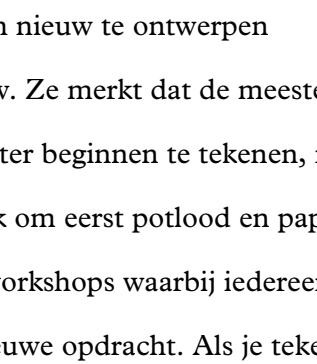 n nieuw te ontwerpen
w. Ze merkt dat de meeste
ter beginnen te tekenen,
k om eerst potlood en pap
workshops waarbij iederee
euwe opdracht. Als je teke